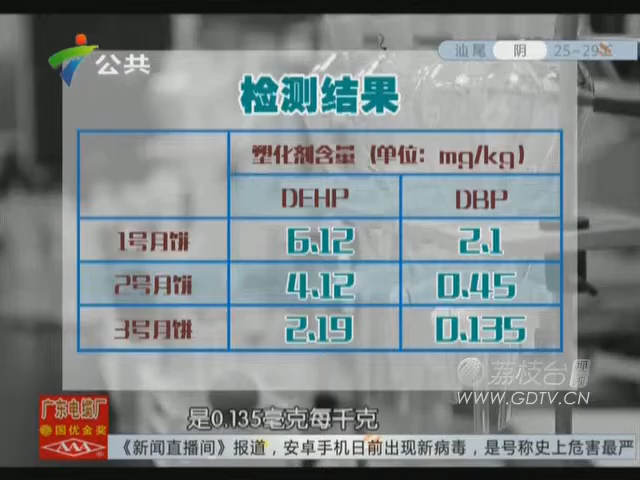 公共
汕尾 阴 25-29
检测结果
塑化剂含量 (单位: mg/kg)
DEHP DBP
1号月饼 6.12 2.1
2号月饼 4.12 0.45
3号月饼 2.19 0.135
荔枝台
WWW.GDTV.CN
广东电缆厂
国优金奖
是0.135毫克每千克
《新闻直播间》报道，安卓手机日前出现新病毒，是号称史上危害最严